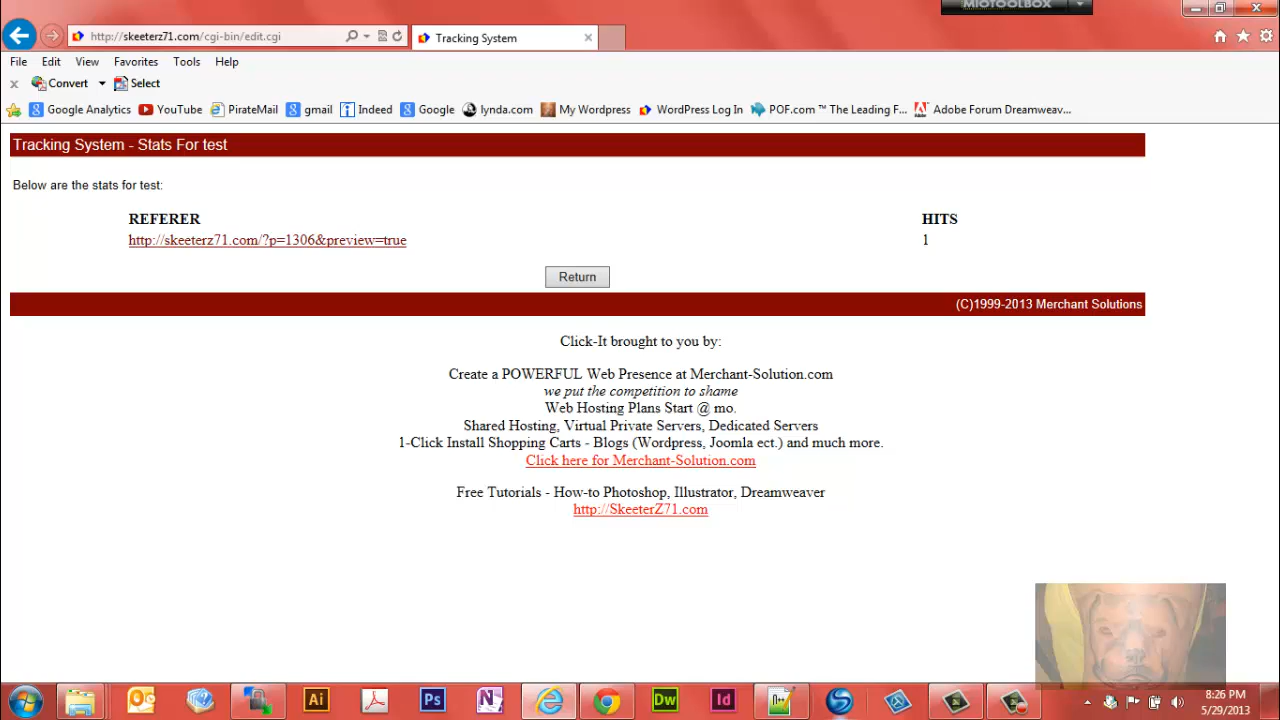 MIOTOOLBOX
http://skeeterz71.com/cgi-bin/edit.cgi
Tracking System
File Edit View Favorites Tools Help
x Convert Select
Google Analytics YouTube PirateMail gmail Indeed Google lynda.com My Wordpress WordPress Log In POF.com ™ The Leading F... Adobe Forum Dreamweav...
Tracking System - Stats For test
Below are the stats for test:
REFERER HITS
http://skeeterz71.com/?p=1306&preview=true 1
Return
(C)1999-2013 Merchant Solutions
Click-It brought to you by:
Create a POWERFUL Web Presence at Merchant-Solution.com
we put the competition to shame
Web Hosting Plans Start @ mo.
Shared Hosting, Virtual Private Servers, Dedicated Servers
1-Click Install Shopping Carts - Blogs (Wordpress, Joomla ect.) and much more.
Click here for Merchant-Solution.com
Free Tutorials - How-to Photoshop, Illustrator, Dreamweaver
http://SkeeterZ71.com
Ai Ps N Dw Id
8:26 PM
5/29/2013